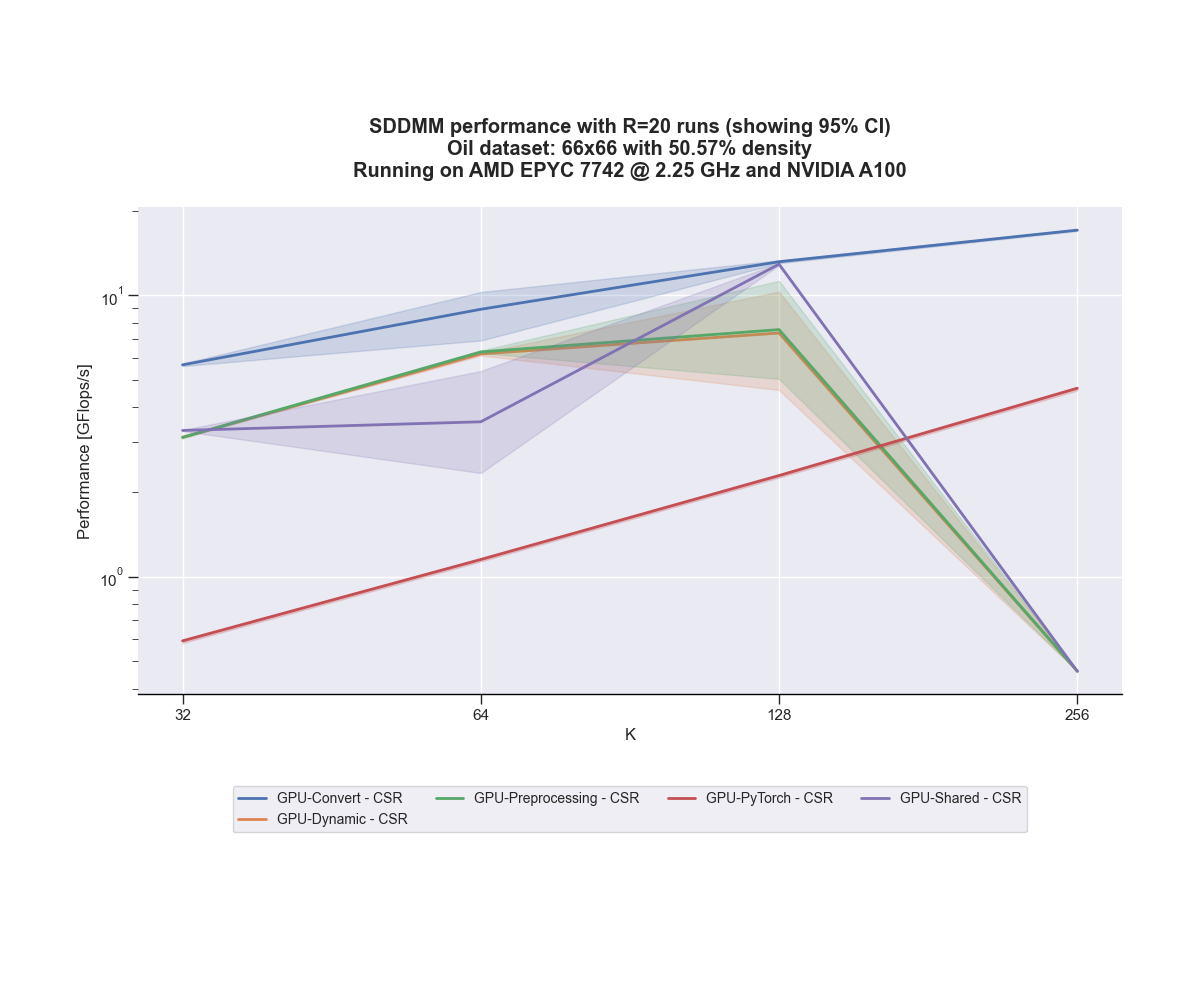 SDDMM performance with R=20 runs (showing 95% CI)
Oil dataset: 66x66 with 50.57% density
Running on AMD EPYC 7742 @ 2.25 GHz and NVIDIA A100
Performance [GFlops/s]
10^1
10^0
32 64 128 256
K
GPU-Convert - CSR GPU-Preprocessing - CSR GPU-PyTorch - CSR GPU-Shared - CSR
GPU-Dynamic - CSR